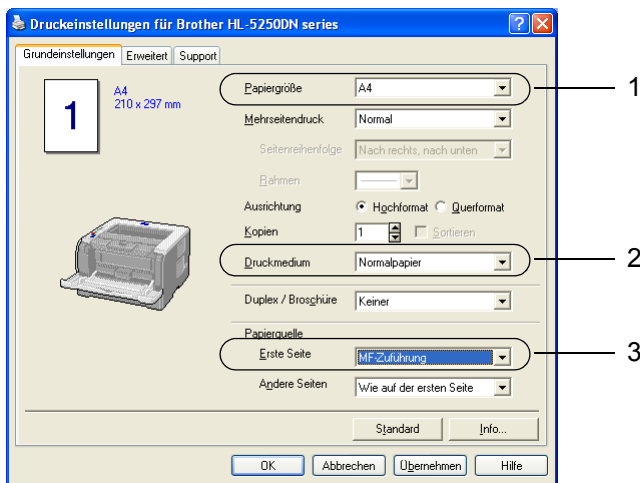 Druckeinstellungen für Brother HL-5250DN series
Grundeinstellungen Erweitert Support
1
A4
210 x 297 mm
Papiergröße A4 1
Mehrseitendruck Normal
Seitenreihenfolge Nach rechts, nach unten
Rahmen
Ausrichtung Hochformat Querformat
Kopien 1 Sortieren
Druckmedium Normalpapier 2
Duplex / Broschüre Keiner
Papierquelle
Erste Seite MF-Zuführung 3
Andere Seiten Wie auf der ersten Seite
Standard Info...
OK Abbrechen Übernehmen Hilfe